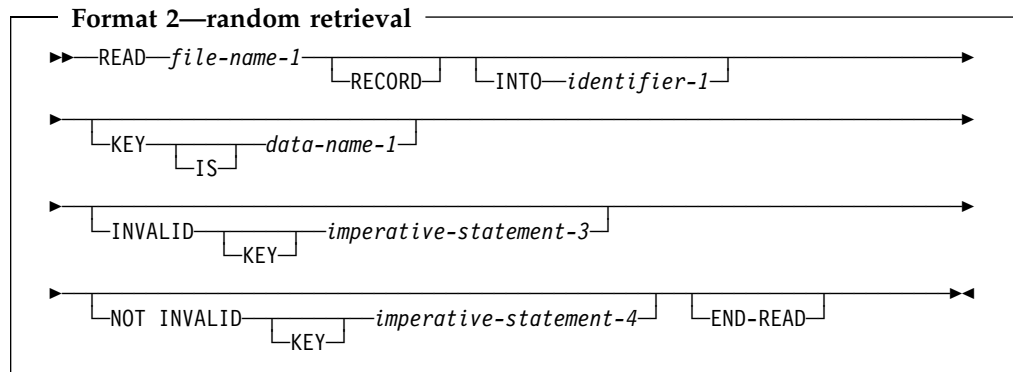 Format 2—random retrieval
READ file-name-1 RECORD INTO identifier-1
KEY IS data-name-1
INVALID KEY imperative-statement-3
NOT INVALID KEY imperative-statement-4 END-READ